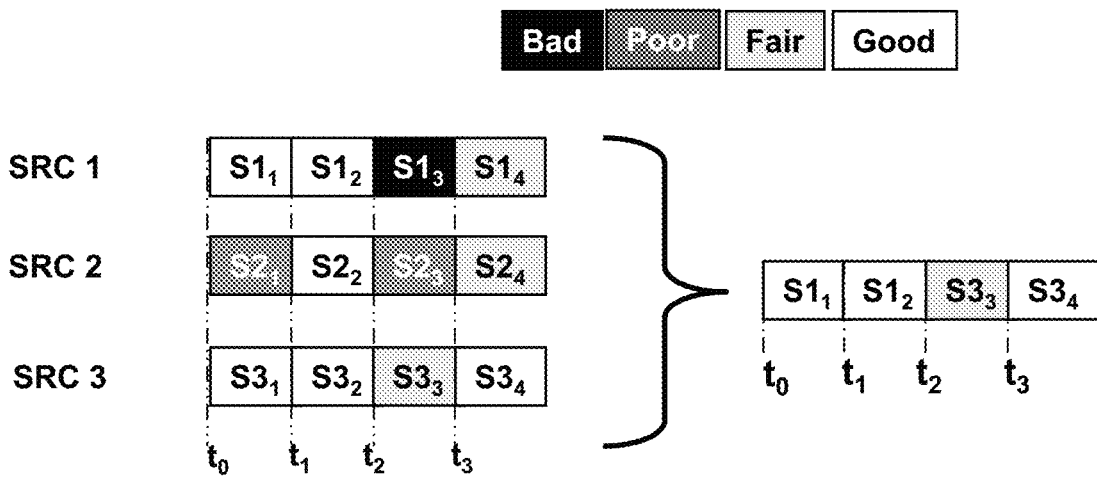 Bad Poor Fair Good
SRC 1 S1₁ S1₂ S1₃ S1₄
SRC 2 S2₁ S2₂ S2₃ S2₄
S1₁ S1₂ S3₃ S3₄
SRC 3 S3₁ S3₂ S3₃ S3₄
t₀ t₁ t₂ t₃
t₀ t₁ t₂ t₃